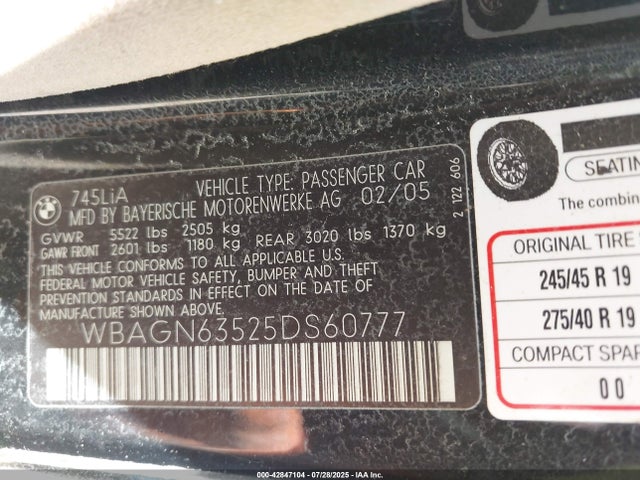 745LiA VEHICLE TYPE: PASSENGER CAR
MFD BY BAYERISCHE MOTORENWERKE AG 02/05
GVWR 5522 lbs 2505 kg
GAWR FRONT 2601 lbs 1180 kg REAR 3020 lbs 1370 kg
THIS VEHICLE CONFORMS TO ALL APPLICABLE U.S.
FEDERAL MOTOR VEHICLE SAFETY, BUMPER AND THEFT
PREVENTION STANDARDS IN EFFECT ON THE DATE OF
MANUFACTURE SHOWN ABOVE.
WBAGN63525DS60777
2 122 606
SEATIN
The combine
ORIGINAL TIRE S
245/45 R 19
275/40 R 19
COMPACT SPAR
0 0
000-42847104 | 07/28/2025 - IAA Inc.